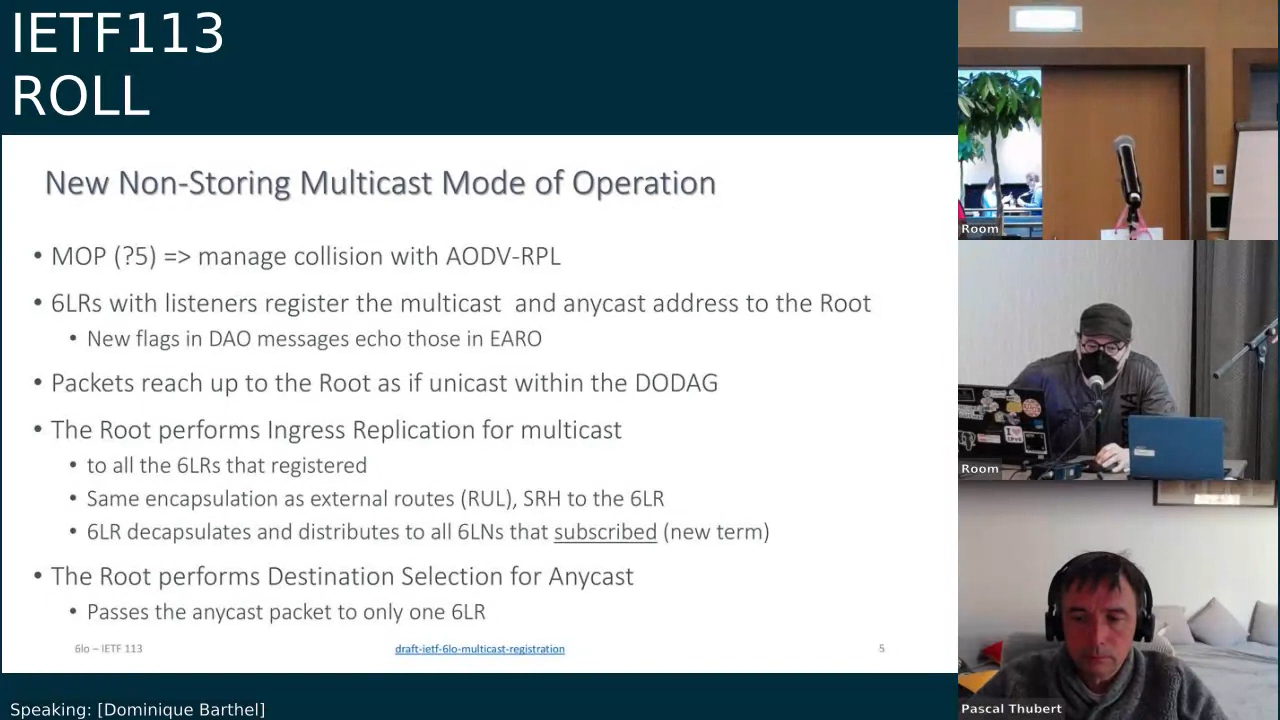 IETF113
ROLL
New Non-Storing Multicast Mode of Operation
• MOP (?5) => manage collision with AODV-RPL
• 6LRs with listeners register the multicast and anycast address to the Root
• New flags in DAO messages echo those in EARO
• Packets reach up to the Root as if unicast within the DODAG
• The Root performs Ingress Replication for multicast
• to all the 6LRs that registered
• Same encapsulation as external routes (RUL), SRH to the 6LR
• 6LR decapsulates and distributes to all 6LNs that subscribed (new term)
• The Root performs Destination Selection for Anycast
• Passes the anycast packet to only one 6LR
6lo – IETF 113
draft-ietf-6lo-multicast-registration
5
Speaking: [Dominique Barthel]
Room
Room
Pascal Thubert